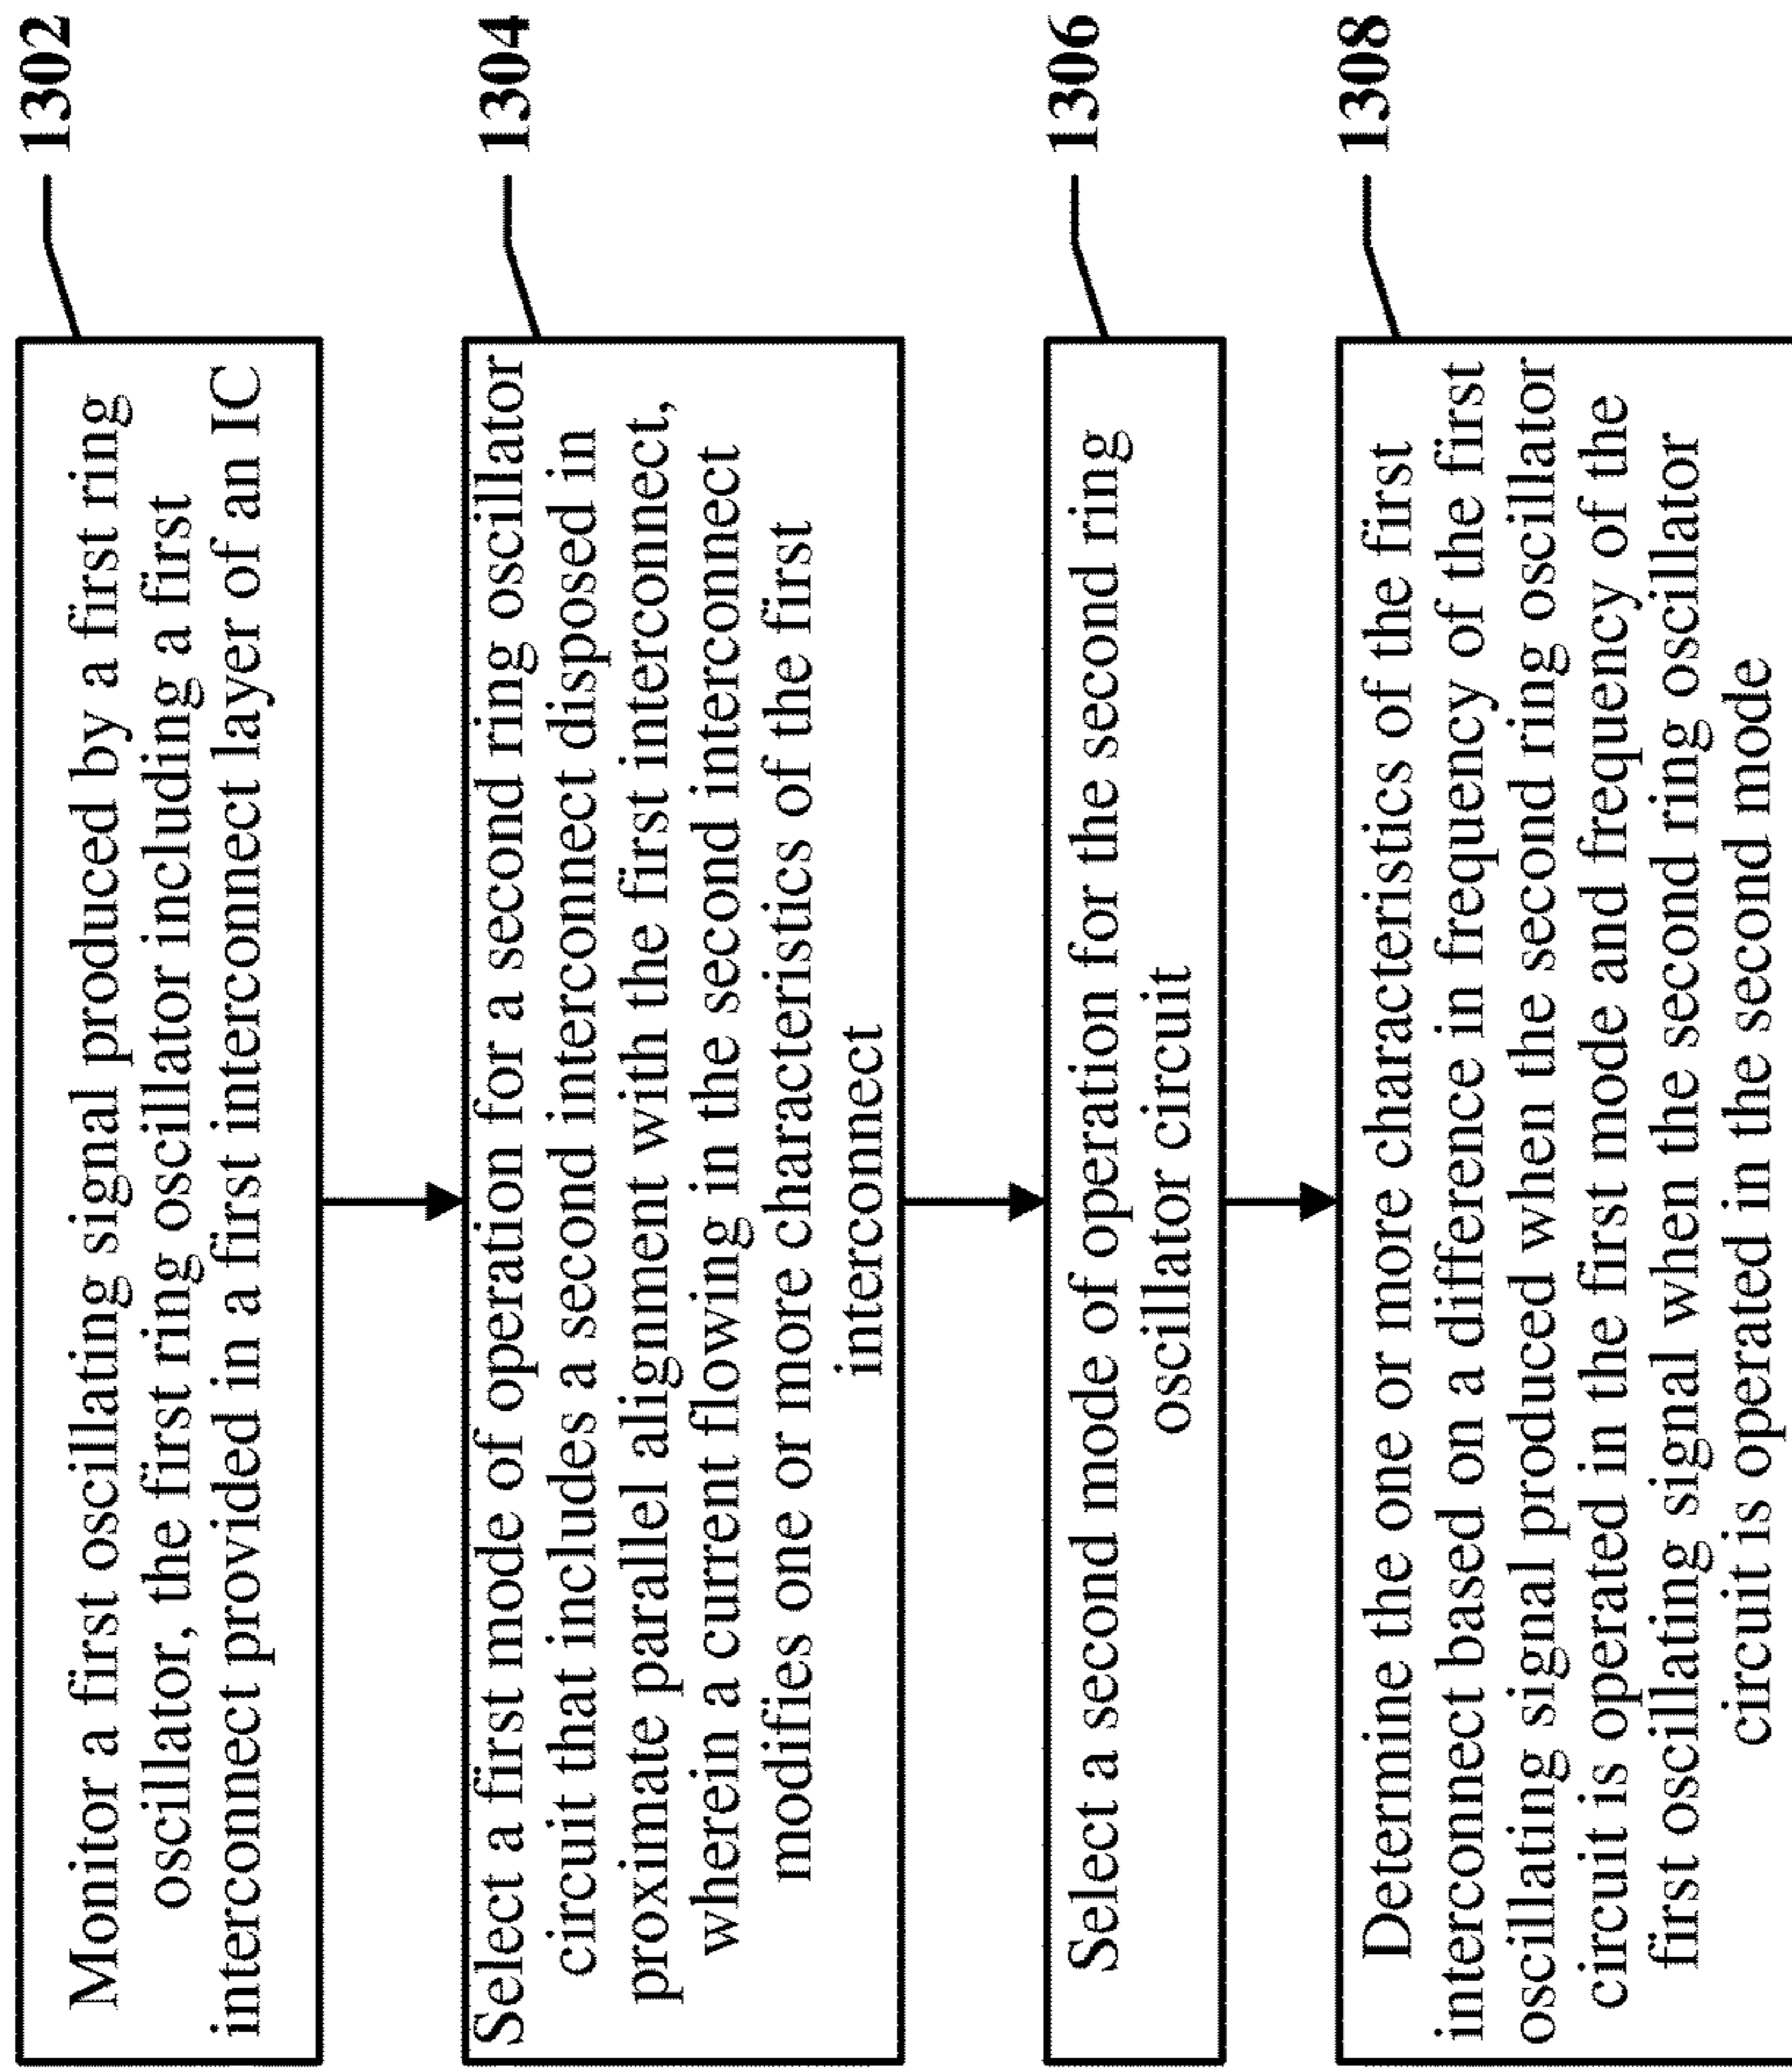 1302
Monitor a first oscillating signal produced by a first ring
oscillator, the first ring oscillator including a first
interconnect provided in a first interconnect layer of an IC
1304
Select a first mode of operation for a second ring oscillator
circuit that includes a second interconnect disposed in
proximate parallel alignment with the first interconnect,
wherein a current flowing in the second interconnect
modifies one or more characteristics of the first
interconnect
1306
Select a second mode of operation for the second ring
oscillator circuit
1308
Determine the one or more characteristics of the first
interconnect based on a difference in frequency of the first
oscillating signal produced when the second ring oscillator
circuit is operated in the first mode and frequency of the
first oscillating signal when the second ring oscillator
circuit is operated in the second mode